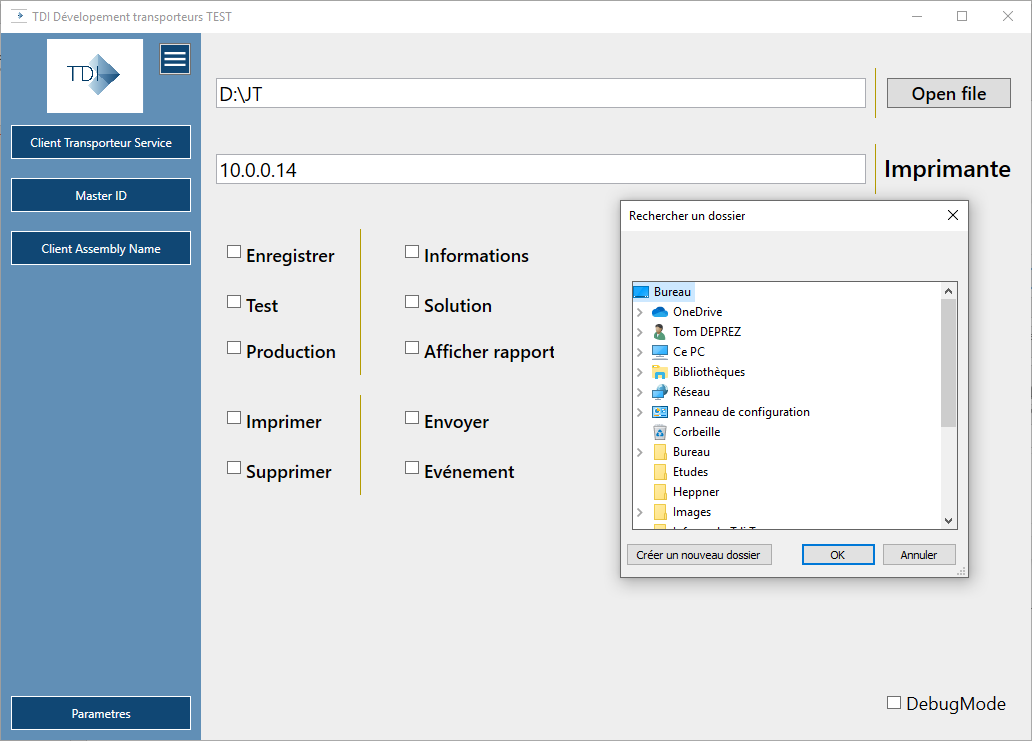 TDI Dévelopement transporteurs TEST
TDI
Client Transporteur Service
Master ID
Client Assembly Name
Parametres
D:\JT
Open file
10.0.0.14
Imprimante
Enregistrer
Informations
Test
Solution
Production
Afficher rapport
Imprimer
Envoyer
Supprimer
Evénement
DebugMode
Rechercher un dossier
Bureau
OneDrive
Tom DEPREZ
Ce PC
Bibliothèques
Réseau
Panneau de configuration
Corbeille
Bureau
Etudes
Heppner
Images
Créer un nouveau dossier
OK
Annuler